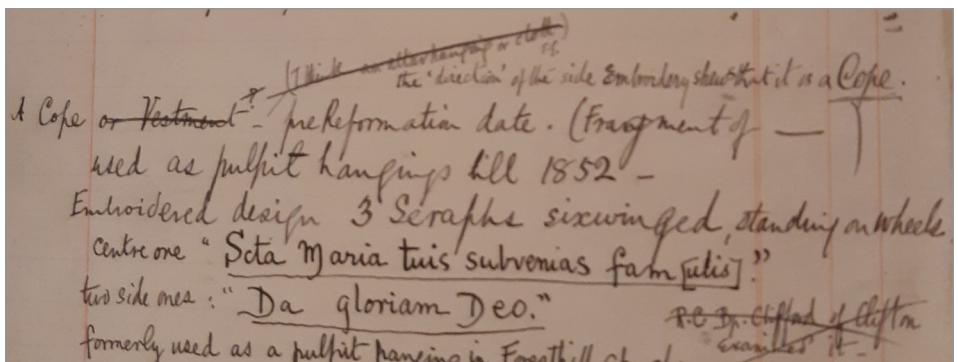 (I think an altar hanging or cloth)
the 'direction' of the side Embroidery shews that it is a Cope.
A Cope or Vestment - preReformation date. (Fragment of — )
used as pulpit hangings till 1852 -
Embroidered design 3 Seraphs sixwinged, standing on wheels.
centre one "Scta Maria tuis subvenias fam[ulis]."
two side ones: "Da gloriam Deo."
R.C Bp. Clifford of Clifton
examined it -
formerly used as a pulpit hanging in Foresthill